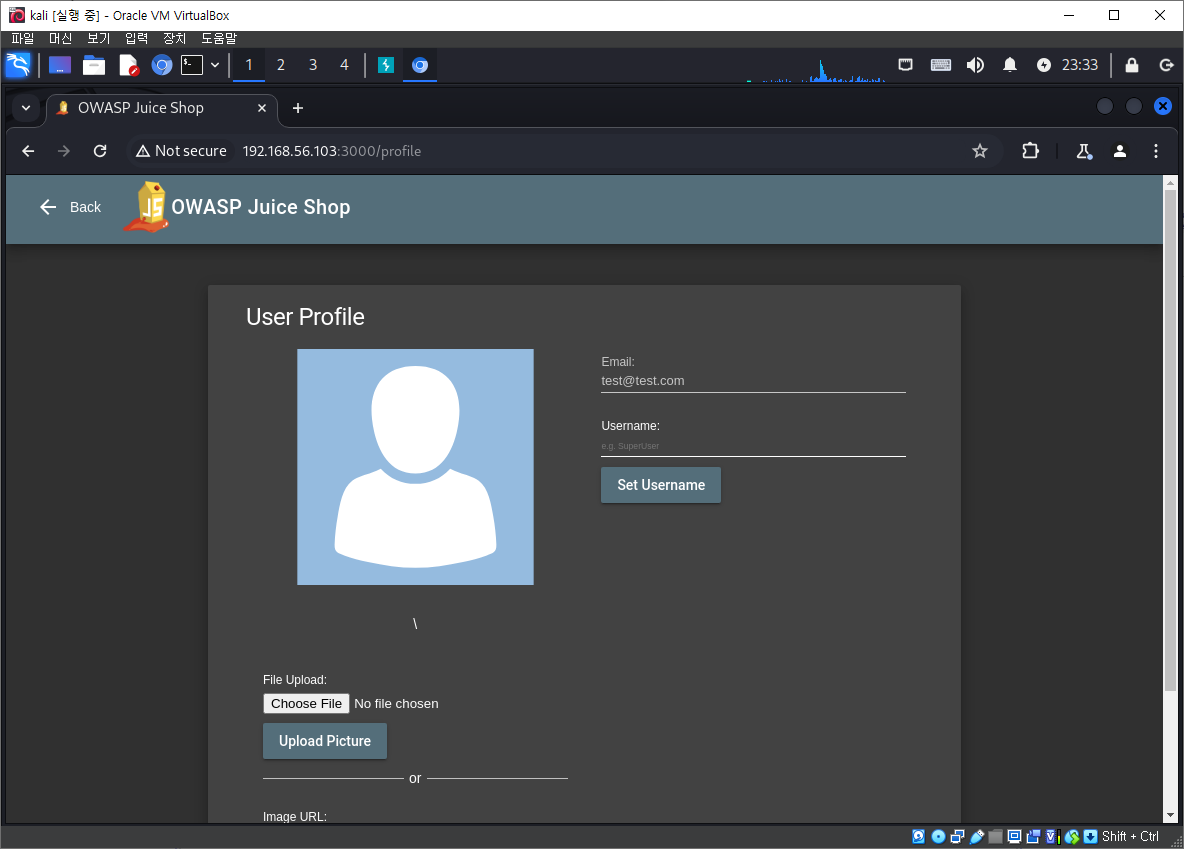 kali [실행 중] - Oracle VM VirtualBox
파일 머신 보기 입력 장치 도움말
1 2 3 4 23:33
OWASP Juice Shop
Not secure 192.168.56.103:3000/profile
Back OWASP Juice Shop
User Profile
Email:
test@test.com
Username:
e.g. SuperUser
Set Username
\
File Upload:
Choose File No file chosen
Upload Picture
or
Image URL:
Shift + Ctrl